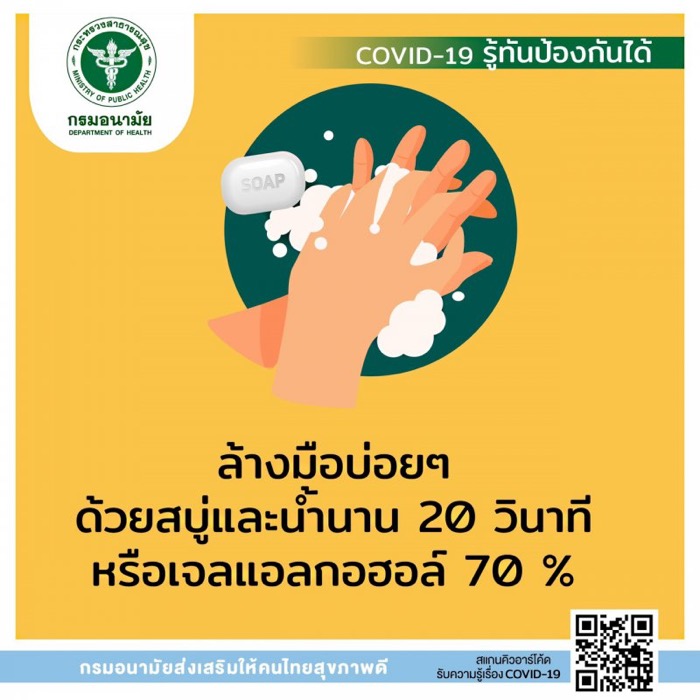 กระทรวงสาธารณสุข
MINISTRY OF PUBLIC HEALTH
กรมอนามัย
DEPARTMENT OF HEALTH
COVID-19 รู้ทันป้องกันได้
SOAP
ล้างมือบ่อยๆ
ด้วยสบู่และน้ำนาน 20 วินาที
หรือเจลแอลกอฮอล์ 70 %
กรมอนามัยส่งเสริมให้คนไทยสุขภาพดี
สแกนคิวอาร์โค้ด
รับความรู้เรื่อง COVID-19